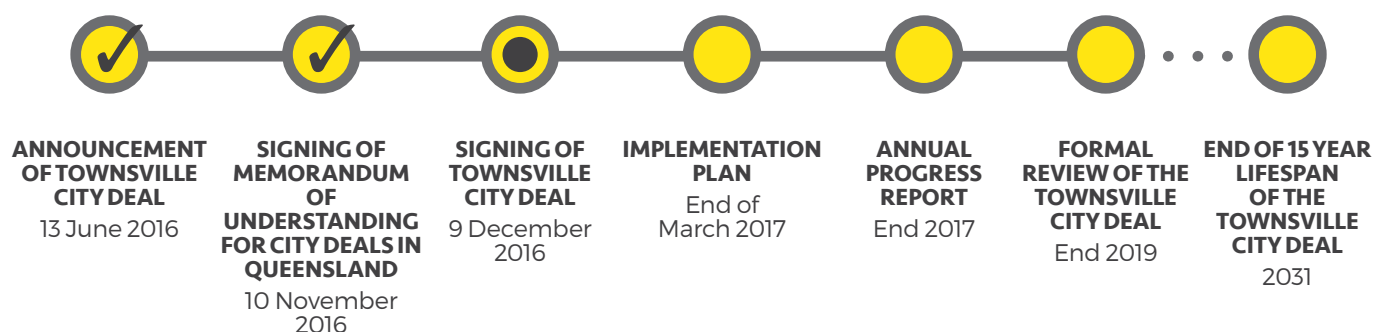 ANNOUNCEMENT
OF TOWNSVILLE
CITY DEAL
13 June 2016
SIGNING OF
MEMORANDUM
OF
UNDERSTANDING
FOR CITY DEALS IN
QUEENSLAND
10 November
2016
SIGNING OF
TOWNSVILLE
CITY DEAL
9 December
2016
IMPLEMENTATION
PLAN
End of
March 2017
ANNUAL
PROGRESS
REPORT
End 2017
FORMAL
REVIEW OF THE
TOWNSVILLE
CITY DEAL
End 2019
END OF 15 YEAR
LIFESPAN
OF THE
TOWNSVILLE
CITY DEAL
2031